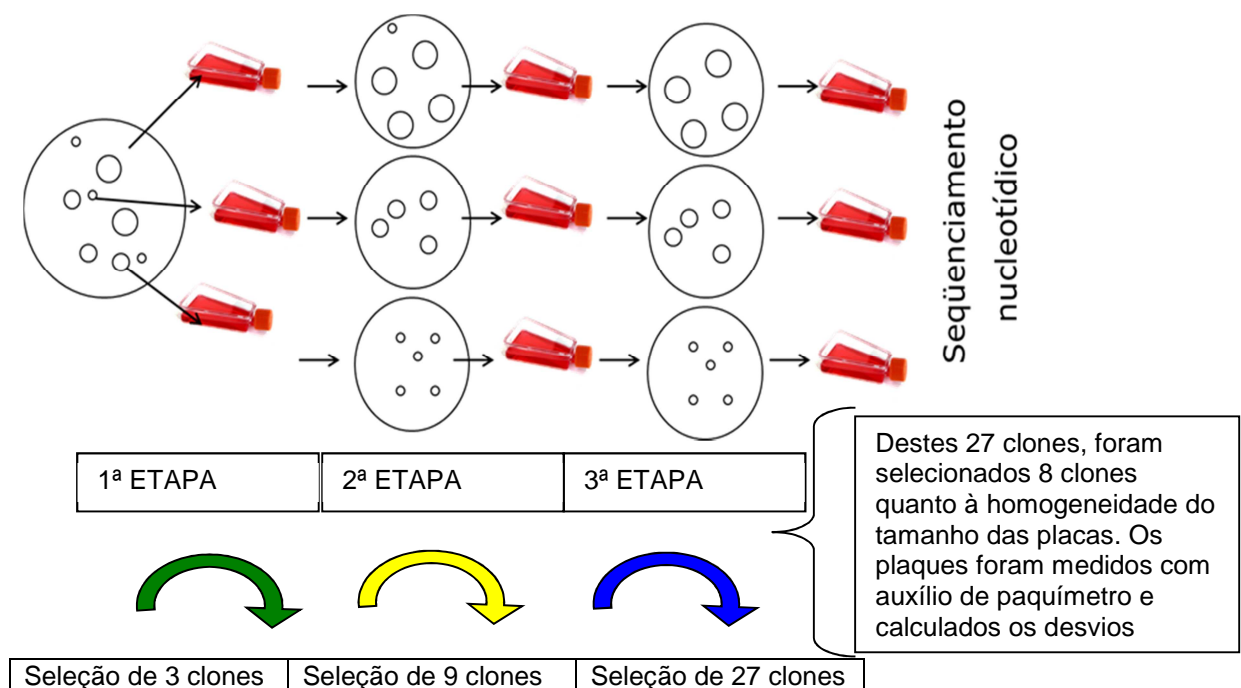 Seqüenciamento
nucleotídico
1ª ETAPA
2ª ETAPA
3ª ETAPA
Destes 27 clones, foram
selecionados 8 clones
quanto à homogeneidade do
tamanho das placas. Os
plaques foram medidos com
auxílio de paquímetro e
calculados os desvios
Seleção de 3 clones
Seleção de 9 clones
Seleção de 27 clones